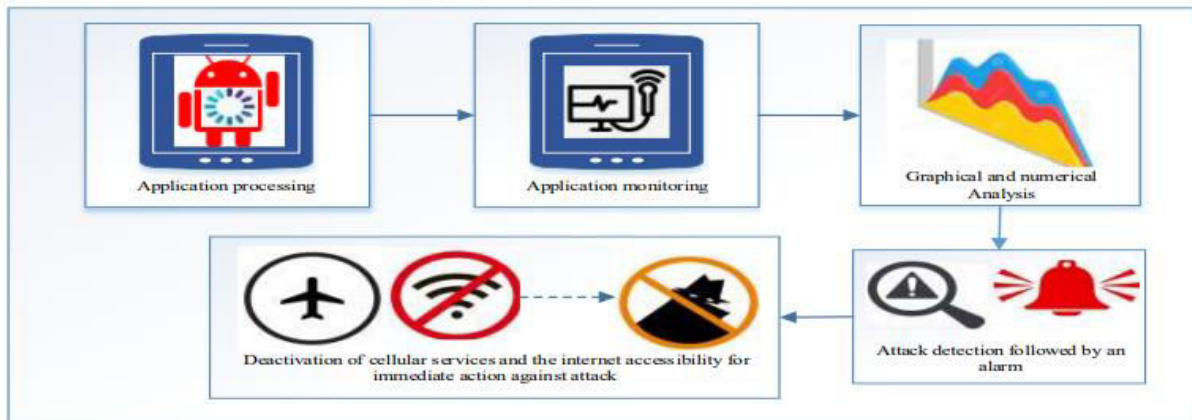 Application processing
Application monitoring
Graphical and numerical
Analysis
Attack detection followed by an
alarm
Deactivation of cellular services and the internet accessibility for
immediate action against attack